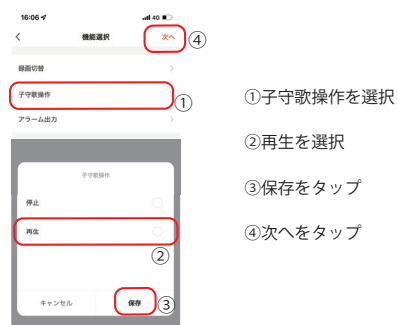 16:06
4G
機能選択
次へ
④
録画切替
子守歌操作
①
アラーム出力
子守歌操作
停止
再生
②
キャンセル
保存
③
①子守歌操作を選択
②再生を選択
③保存をタップ
④次へをタップ